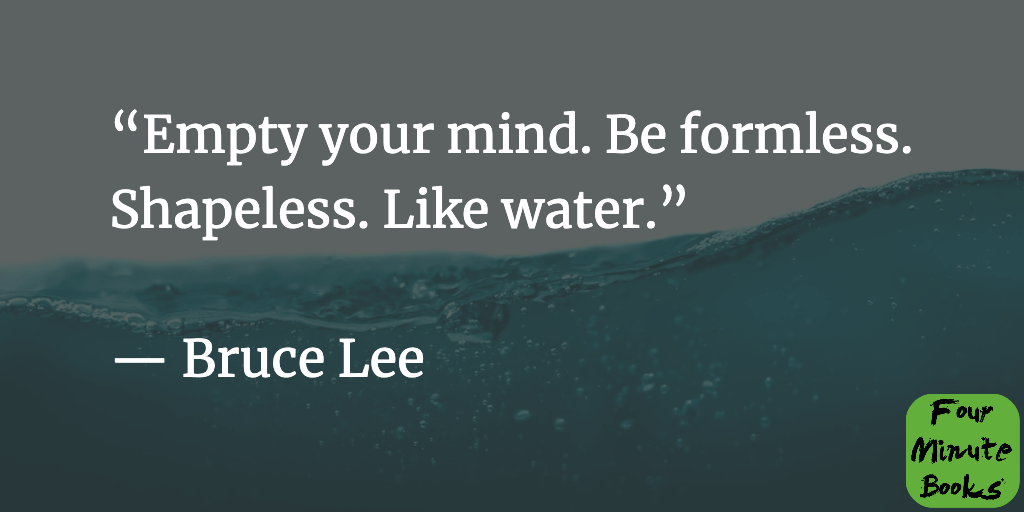 “Empty your mind. Be formless.
Shapeless. Like water.”
— Bruce Lee
Four
Minute
Books